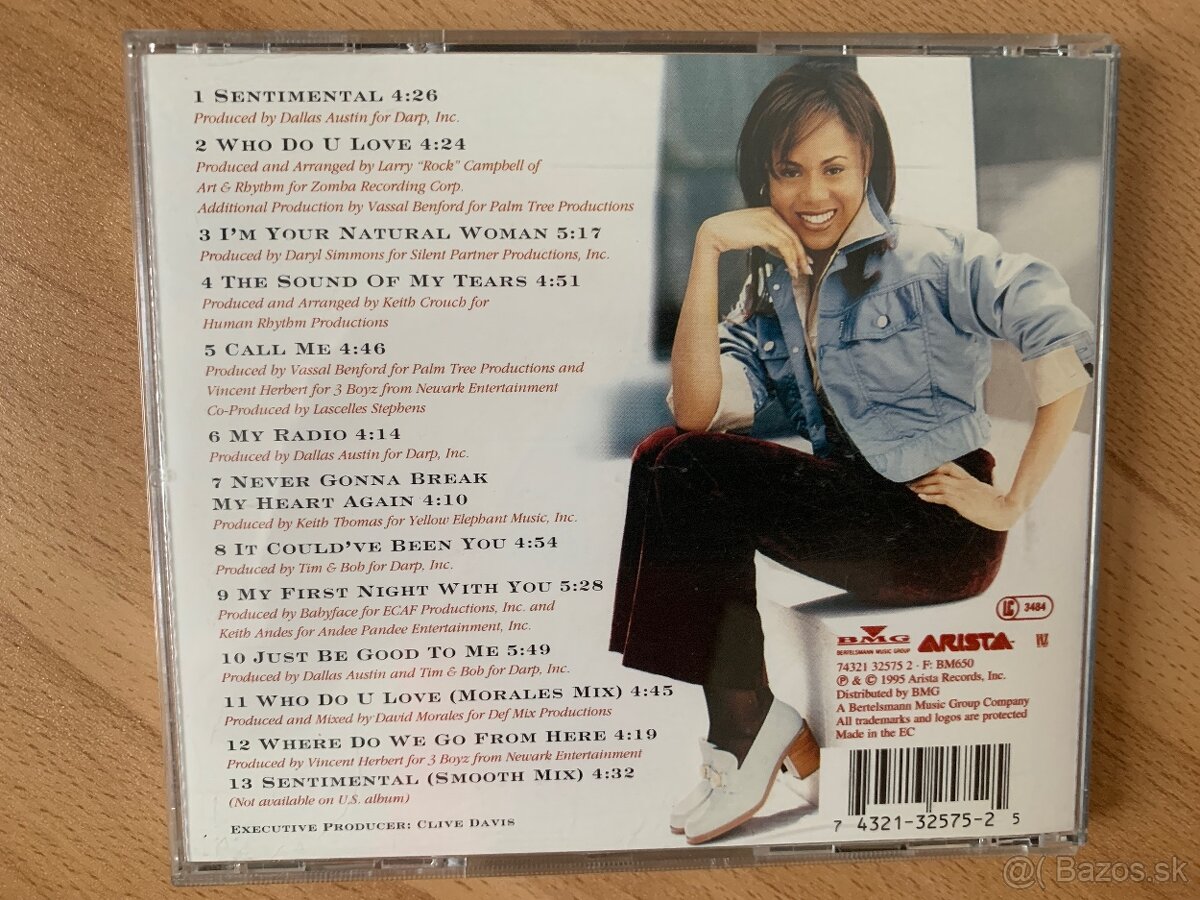 1 Sentimental 4:26
Produced by Dallas Austin for Darp, Inc.
2 Who Do U Love 4:24
Produced and Arranged by Larry "Rock" Campbell of
Art & Rhythm for Zomba Recording Corp.
Additional Production by Vassal Benford for Palm Tree Productions
3 I'm Your Natural Woman 5:17
Produced by Daryl Simmons for Silent Partner Productions, Inc.
4 The Sound Of My Tears 4:51
Produced and Arranged by Keith Crouch for
Human Rhythm Productions
5 Call Me 4:46
Produced by Vassal Benford for Palm Tree Productions and
Vincent Herbert for 3 Boyz from Newark Entertainment
Co-Produced by Lascelles Stephens
6 My Radio 4:14
Produced by Dallas Austin for Darp, Inc.
7 Never Gonna Break
My Heart Again 4:10
Produced by Keith Thomas for Yellow Elephant Music, Inc.
8 It Could've Been You 4:54
Produced by Tim & Bob for Darp, Inc.
9 My First Night With You 5:28
Produced by Babyface for ECAF Productions, Inc. and
Keith Andes for Andee Pandee Entertainment, Inc.
10 Just Be Good To Me 5:49
Produced by Dallas Austin and Tim & Bob for Darp, Inc.
11 Who Do U Love (Morales Mix) 4:45
Produced and Mixed by David Morales for Def Mix Productions
12 Where Do We Go From Here 4:19
Produced by Vincent Herbert for 3 Boyz from Newark Entertainment
13 Sentimental (Smooth Mix) 4:32
(Not available on U.S. album)
Executive Producer: Clive Davis
LC 3484
BMG ARISTA
BERTELSMANN MUSIC GROUP
74321 32575 2 · F: BM650
℗ & © 1995 Arista Records, Inc.
Distributed by BMG
A Bertelsmann Music Group Company
All trademarks and logos are protected
Made in the EC
7 4321-32575-2 5
@( Bazos.sk